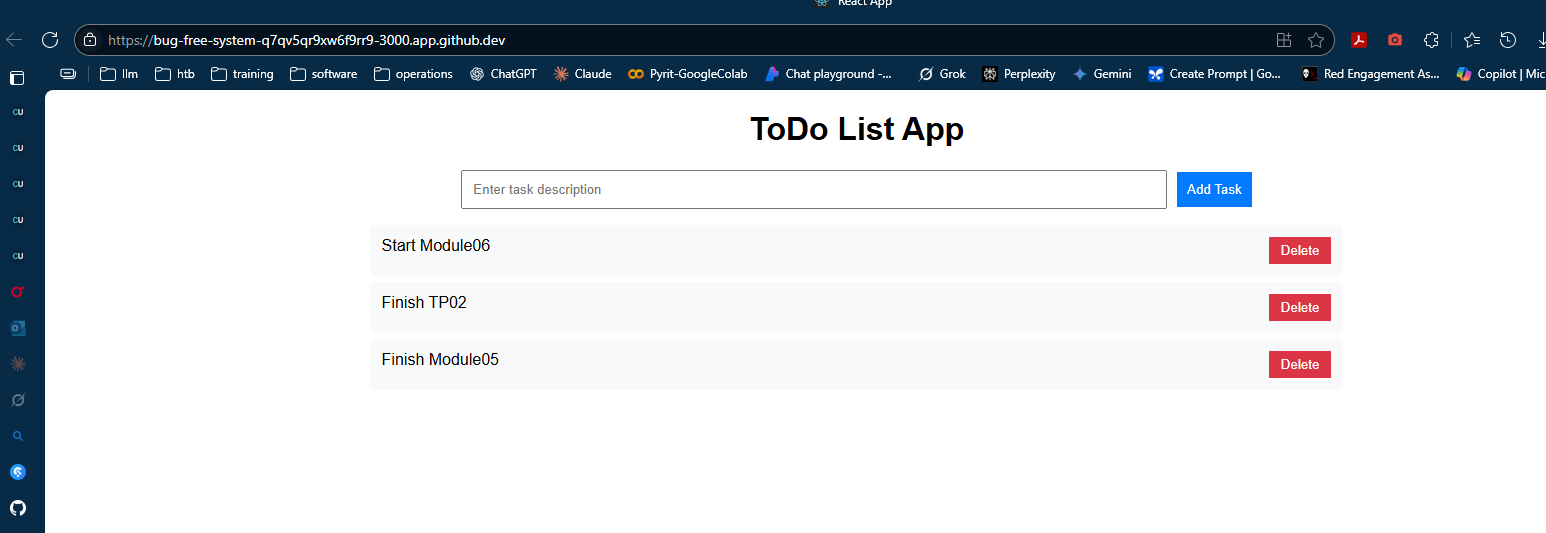 React App
https://bug-free-system-q7qv5qr9xw6f9rr9-3000.app.github.dev
llm htb training software operations ChatGPT Claude Pyrit-GoogleColab Chat playground -... Grok Perplexity Gemini Create Prompt | Go... Red Engagement As... Copilot | Mic
CU
CU
CU
CU
CU
ToDo List App
Enter task description Add Task
Start Module06 Delete
Finish TP02 Delete
Finish Module05 Delete